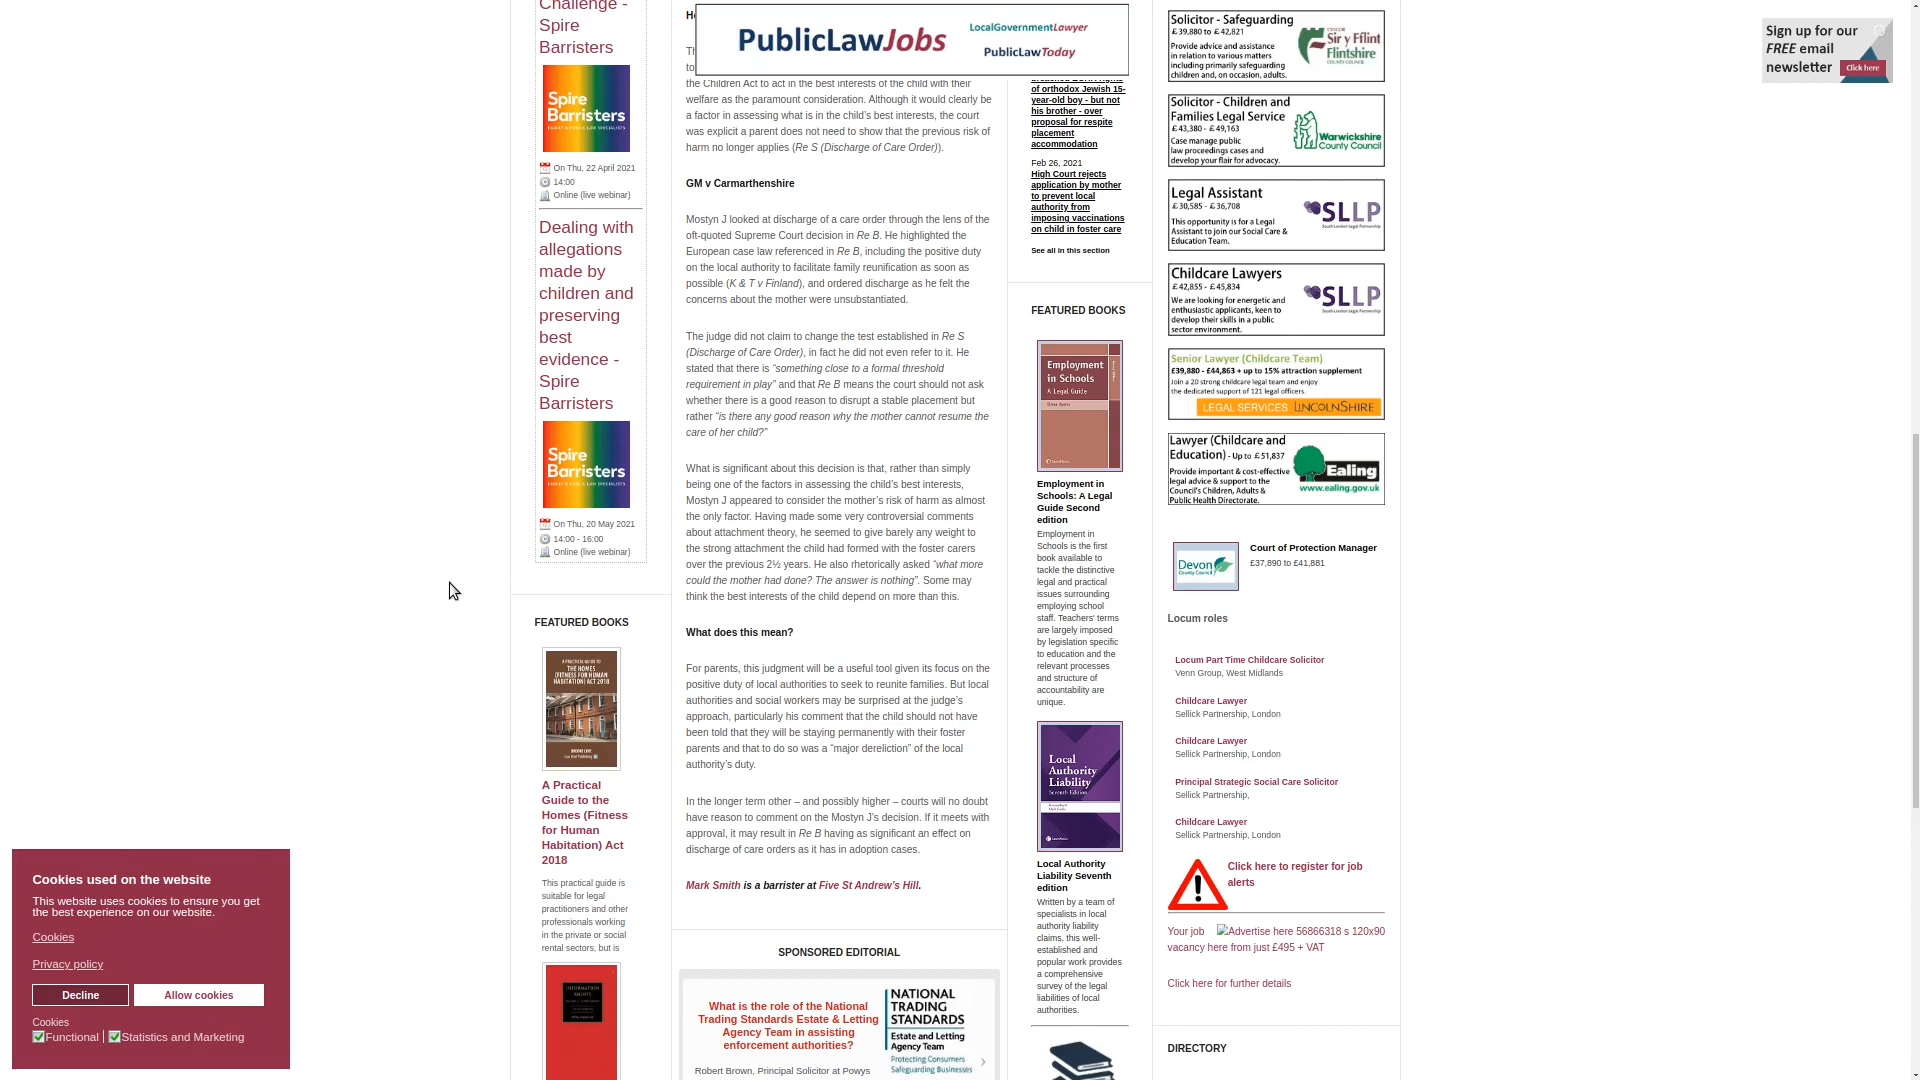 Challenge -
Spire
Barristers
Spire
Barristers
FAMILY & PUBLIC LAW SPECIALISTS
On Thu, 22 April 2021
14:00
Online (live webinar)
Dealing with
allegations
made by
children and
preserving
best
evidence -
Spire
Barristers
Spire
Barristers
FAMILY & PUBLIC LAW SPECIALISTS
On Thu, 20 May 2021
14:00 - 16:00
Online (live webinar)
FEATURED BOOKS
A PRACTICAL GUIDE TO
THE HOMES
(FITNESS FOR HUMAN
HABITATION) ACT 2018
BROOKE LYNE
Law Brief Publishing
A Practical
Guide to the
Homes (Fitness
for Human
Habitation) Act
2018
This practical guide is
suitable for legal
practitioners and other
professionals working
in the private or social
rental sectors, but is
INFORMATION
RIGHTS
PublicLawJobs
LocalGovernmentLawyer
PublicLawToday
the Children Act to act in the best interests of the child with their
welfare as the paramount consideration. Although it would clearly be
a factor in assessing what is in the child's best interests, the court
was explicit a parent does not need to show that the previous risk of
harm no longer applies (Re S (Discharge of Care Order)).
GM v Carmarthenshire
Mostyn J looked at discharge of a care order through the lens of the
oft-quoted Supreme Court decision in Re B. He highlighted the
European case law referenced in Re B, including the positive duty
on the local authority to facilitate family reunification as soon as
possible (K & T v Finland), and ordered discharge as he felt the
concerns about the mother were unsubstantiated.
The judge did not claim to change the test established in Re S
(Discharge of Care Order), in fact he did not even refer to it. He
stated that there is “something close to a formal threshold
requirement in play” and that Re B means the court should not ask
whether there is a good reason to disrupt a stable placement but
rather “is there any good reason why the mother cannot resume the
care of her child?”
What is significant about this decision is that, rather than simply
being one of the factors in assessing the child's best interests,
Mostyn J appeared to consider the mother's risk of harm as almost
the only factor. Having made some very controversial comments
about attachment theory, he seemed to give barely any weight to
the strong attachment the child had formed with the foster carers
over the previous 2½ years. He also rhetorically asked “what more
could the mother had done? The answer is nothing”. Some may
think the best interests of the child depend on more than this.
What does this mean?
For parents, this judgment will be a useful tool given its focus on the
positive duty of local authorities to seek to reunite families. But local
authorities and social workers may be surprised at the judge's
approach, particularly his comment that the child should not have
been told that they will be staying permanently with their foster
parents and that to do so was a “major dereliction” of the local
authority's duty.
In the longer term other – and possibly higher – courts will no doubt
have reason to comment on the Mostyn J's decision. If it meets with
approval, it may result in Re B having as significant an effect on
discharge of care orders as it has in adoption cases.
Mark Smith is a barrister at Five St Andrew's Hill.
SPONSORED EDITORIAL
What is the role of the National
Trading Standards Estate & Letting
Agency Team in assisting
enforcement authorities?
NATIONAL
TRADING
STANDARDS
Estate and Letting
Agency Team
Protecting Consumers
Safeguarding Businesses
Robert Brown, Principal Solicitor at Powys
of orthodox Jewish 15-
year-old boy - but not
his brother - over
proposal for respite
placement
accommodation
Feb 26, 2021
High Court rejects
application by mother
to prevent local
authority from
imposing vaccinations
on child in foster care
See all in this section
FEATURED BOOKS
Employment
in Schools
A Legal Guide
Employment in
Schools: A Legal
Guide Second
edition
Employment in
Schools is the first
book available to
tackle the distinctive
legal and practical
issues surrounding
employing school
staff. Teachers' terms
are largely imposed
by legislation specific
to education and the
relevant processes
and structure of
accountability are
unique.
Local
Authority
Liability
Seventh Edition
Local Authority
Liability Seventh
edition
Written by a team of
specialists in local
authority liability
claims, this well-
established and
popular work provides
a comprehensive
survey of the legal
liabilities of local
authorities.
Solicitor - Safeguarding
£39,880 to £42,821
Provide advice and assistance
in relation to various matters
including primarily safeguarding
children and, on occasion, adults.
CYNGOR
Sir y Fflint
Flintshire
COUNTY COUNCIL
Solicitor - Children and
Families Legal Service
£43,380 - £49,163
Case manage public
law proceedings cases and
develop your flair for advocacy.
Warwickshire
County Council
Legal Assistant
£30,585 - £36,708
This opportunity is for a Legal
Assistant to join our Social Care &
Education Team.
SLLP
South London Legal Partnership
Childcare Lawyers
£42,855 - £45,834
We are looking for energetic and
enthusiastic applicants, keen to
develop their skills in a public
sector environment.
SLLP
South London Legal Partnership
Senior Lawyer (Childcare Team)
£39,880 - £44,863 + up to 15% attraction supplement
Join a 20 strong childcare legal team and enjoy
the dedicated support of 121 legal officers.
LEGAL SERVICES LINCOLNSHIRE
Lawyer (Childcare and
Education) - Up to £51,837
Provide important & cost-effective
legal advice & support to the
Council's Children, Adults &
Public Health Directorate.
Ealing
www.ealing.gov.uk
Devon
County Council
Court of Protection Manager
£37,890 to £41,881
Locum roles
Locum Part Time Childcare Solicitor
Venn Group, West Midlands
Childcare Lawyer
Sellick Partnership, London
Childcare Lawyer
Sellick Partnership, London
Principal Strategic Social Care Solicitor
Sellick Partnership,
Childcare Lawyer
Sellick Partnership, London
Click here to register for job
alerts
Your job Advertise here 56866318 s 120x90
vacancy here from just £495 + VAT
Click here for further details
DIRECTORY
Sign up for our
FREE email
newsletter
Click here
Cookies used on the website
This website uses cookies to ensure you get
the best experience on our website.
Cookies
Privacy policy
Decline
Allow cookies
Cookies
Functional | Statistics and Marketing